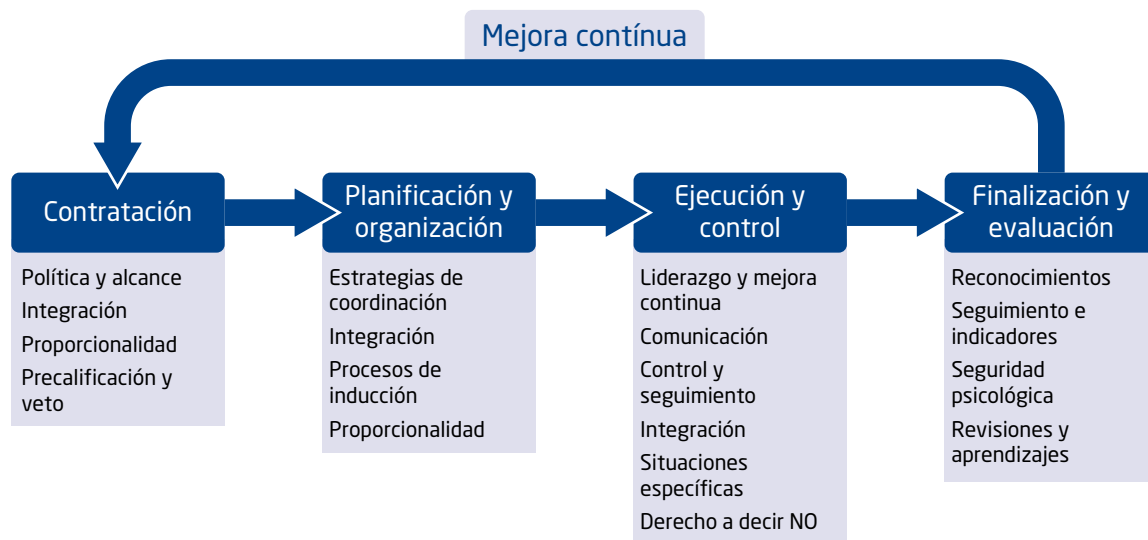 Mejora contínua
Contratación
Política y alcance
Integración
Proporcionalidad
Precalificación y
veto
Planificación y
organización
Estrategias de
coordinación
Integración
Procesos de
inducción
Proporcionalidad
Ejecución y
control
Liderazgo y mejora
continua
Comunicación
Control y
seguimiento
Integración
Situaciones
específicas
Derecho a decir NO
Finalización y
evaluación
Reconocimientos
Seguimiento e
indicadores
Seguridad
psicológica
Revisiones y
aprendizajes